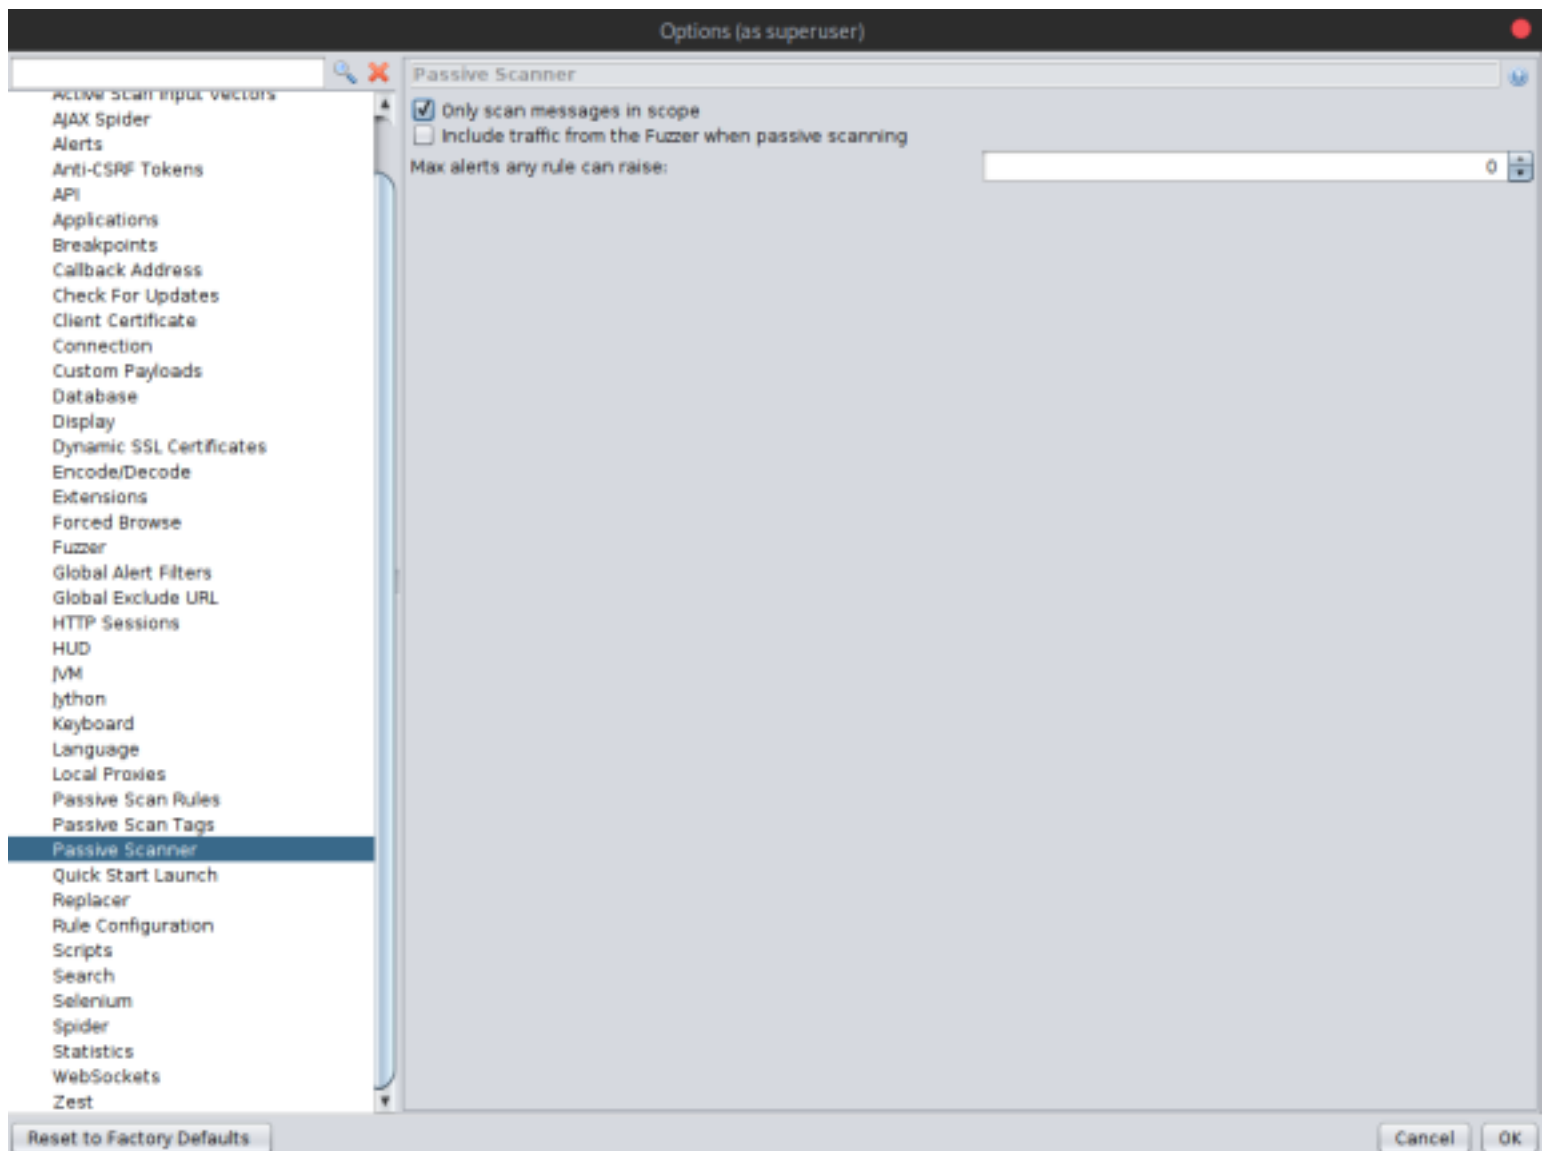 Options (as superuser)
Passive Scanner
Active Scan Input Vectors
AJAX Spider
Alerts
Anti-CSRF Tokens
API
Applications
Breakpoints
Callback Address
Check For Updates
Client Certificate
Connection
Custom Payloads
Database
Display
Dynamic SSL Certificates
Encode/Decode
Extensions
Forced Browse
Fuzzer
Global Alert Filters
Global Exclude URL
HTTP Sessions
HUD
JVM
Jython
Keyboard
Language
Local Proxies
Passive Scan Rules
Passive Scan Tags
Passive Scanner
Quick Start Launch
Replacer
Rule Configuration
Scripts
Search
Selenium
Spider
Statistics
WebSockets
Zest
Only scan messages in scope
Include traffic from the Fuzzer when passive scanning
Max alerts any rule can raise: 0
Reset to Factory Defaults
Cancel OK